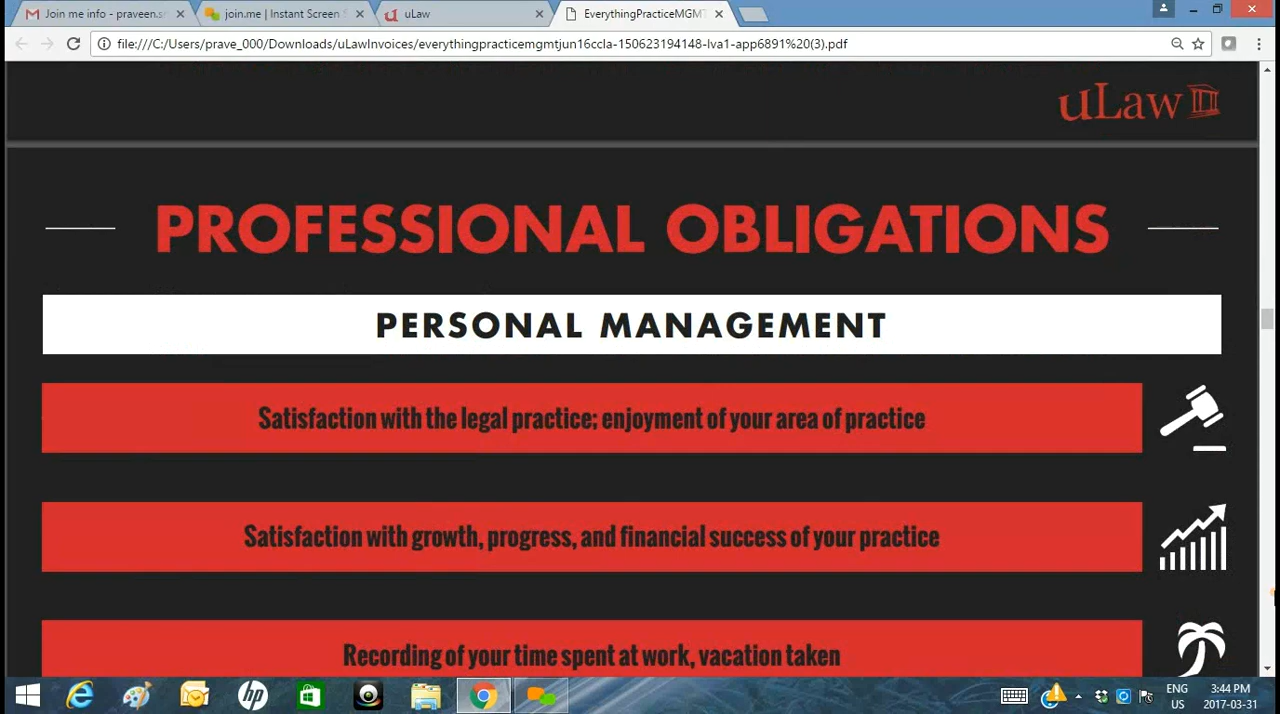 Join me info - praveen.se
join.me | Instant Screen S
uLaw
EverythingPracticeMGMT
file:///C:/Users/prave_000/Downloads/uLawInvoices/everythingpracticemgmtjun16ccla-150623194148-lva1-app6891%20(3).pdf
uLaw
PROFESSIONAL OBLIGATIONS
PERSONAL MANAGEMENT
Satisfaction with the legal practice; enjoyment of your area of practice
Satisfaction with growth, progress, and financial success of your practice
Recording of your time spent at work, vacation taken
ENG
US
3:44 PM
2017-03-31